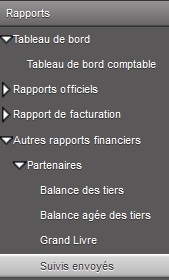 Rapports
Tableau de bord
Tableau de bord comptable
Rapports officiels
Rapport de facturation
Autres rapports financiers
Partenaires
Balance des tiers
Balance agée des tiers
Grand Livre
Suivis envoyés